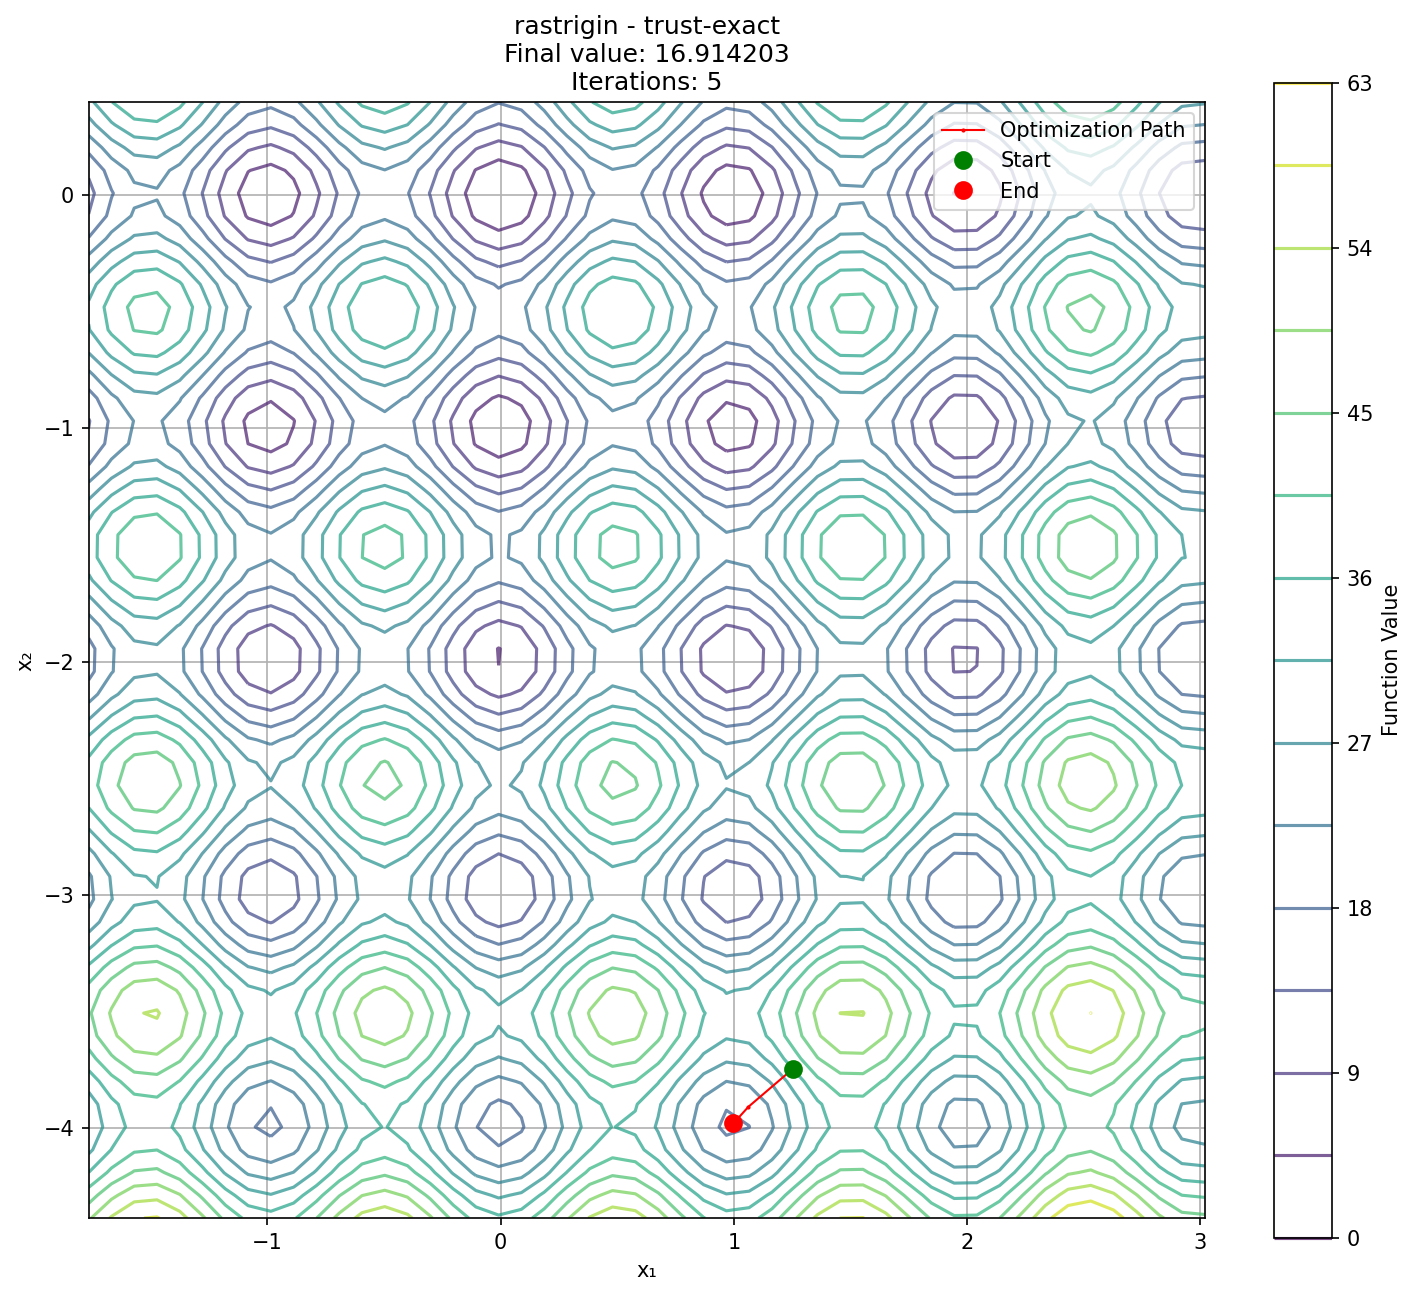 rastrigin - trust-exact
Final value: 16.914203
Iterations: 5
Optimization Path
Start
End
0
−1
−2
−3
−4
x₂
−1
0
1
2
3
x₁
63
54
45
36
27
18
9
0
Function Value